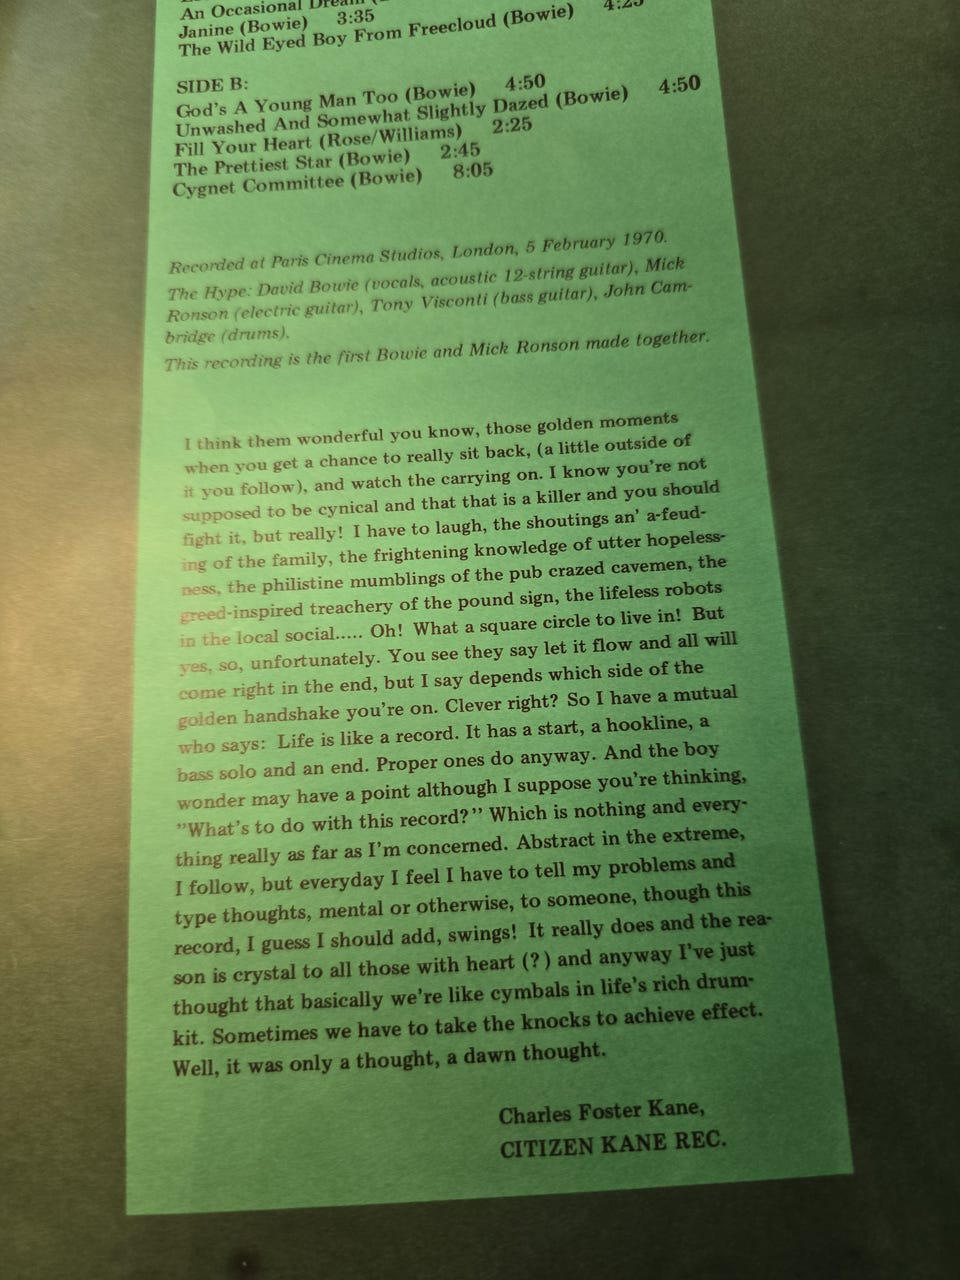 An Occasional Dream
Janine (Bowie) 3:35
The Wild Eyed Boy From Freecloud (Bowie) 4:25
SIDE B:
God's A Young Man Too (Bowie) 4:50
Unwashed And Somewhat Slightly Dazed (Bowie) 4:50
Fill Your Heart (Rose/Williams) 2:25
The Prettiest Star (Bowie) 2:45
Cygnet Committee (Bowie) 8:05
Recorded at Paris Cinema Studios, London, 5 February 1970.
The Hype: David Bowie (vocals, acoustic 12-string guitar), Mick
Ronson (electric guitar), Tony Visconti (bass guitar), John Cam-
bridge (drums).
This recording is the first Bowie and Mick Ronson made together.
I think them wonderful you know, those golden moments
when you get a chance to really sit back, (a little outside of
it you follow), and watch the carrying on. I know you're not
supposed to be cynical and that that is a killer and you should
fight it, but really! I have to laugh, the shoutings an' a-feud-
ing of the family, the frightening knowledge of utter hopeless-
ness, the philistine mumblings of the pub crazed cavemen, the
greed-inspired treachery of the pound sign, the lifeless robots
in the local social..... Oh! What a square circle to live in! But
yes, so, unfortunately. You see they say let it flow and all will
come right in the end, but I say depends which side of the
golden handshake you're on. Clever right? So I have a mutual
who says: Life is like a record. It has a start, a hookline, a
bass solo and an end. Proper ones do anyway. And the boy
wonder may have a point although I suppose you're thinking,
"What's to do with this record?" Which is nothing and every-
thing really as far as I'm concerned. Abstract in the extreme,
I follow, but everyday I feel I have to tell my problems and
type thoughts, mental or otherwise, to someone, though this
record, I guess I should add, swings! It really does and the rea-
son is crystal to all those with heart (?) and anyway I've just
thought that basically we're like cymbals in life's rich drum-
kit. Sometimes we have to take the knocks to achieve effect.
Well, it was only a thought, a dawn thought.
Charles Foster Kane,
CITIZEN KANE REC.